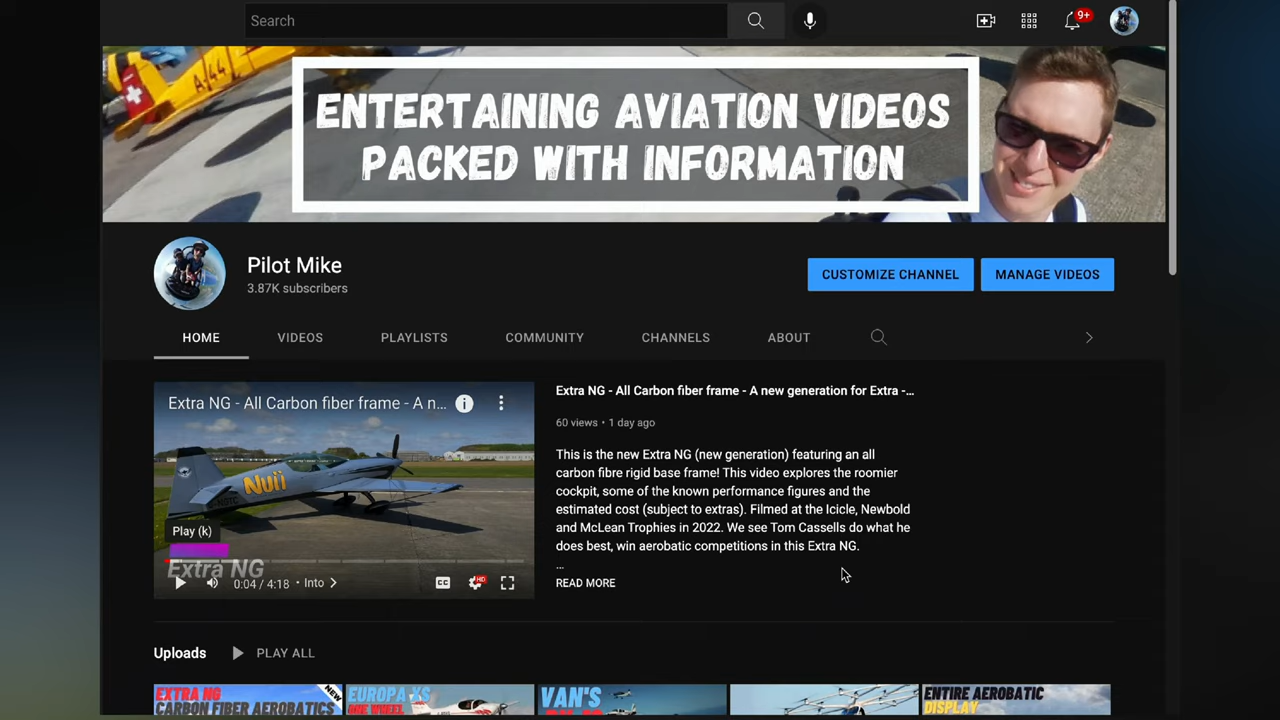 Search
9+
A-44
ENTERTAINING AVIATION VIDEOS
PACKED WITH INFORMATION
Pilot Mike
3.87K subscribers
CUSTOMIZE CHANNEL
MANAGE VIDEOS
HOME
VIDEOS
PLAYLISTS
COMMUNITY
CHANNELS
ABOUT
Extra NG - All Carbon fiber frame - A n...
Nuii
Play (k)
Extra NG
0:04 / 4:18 • Into
CC
HD
Extra NG - All Carbon fiber frame - A new generation for Extra -...
60 views • 1 day ago
This is the new Extra NG (new generation) featuring an all
carbon fibre rigid base frame! This video explores the roomier
cockpit, some of the known performance figures and the
estimated cost (subject to extras). Filmed at the Icicle, Newbold
and McLean Trophies in 2022. We see Tom Cassells do what he
does best, win aerobatic competitions in this Extra NG.
...
READ MORE
Uploads
PLAY ALL
EXTRA NG
CARBON FIBER AEROBATICS
NEW
EUROPA XS
ONE WHEEL
VAN'S
ENTIRE AEROBATIC
DISPLAY